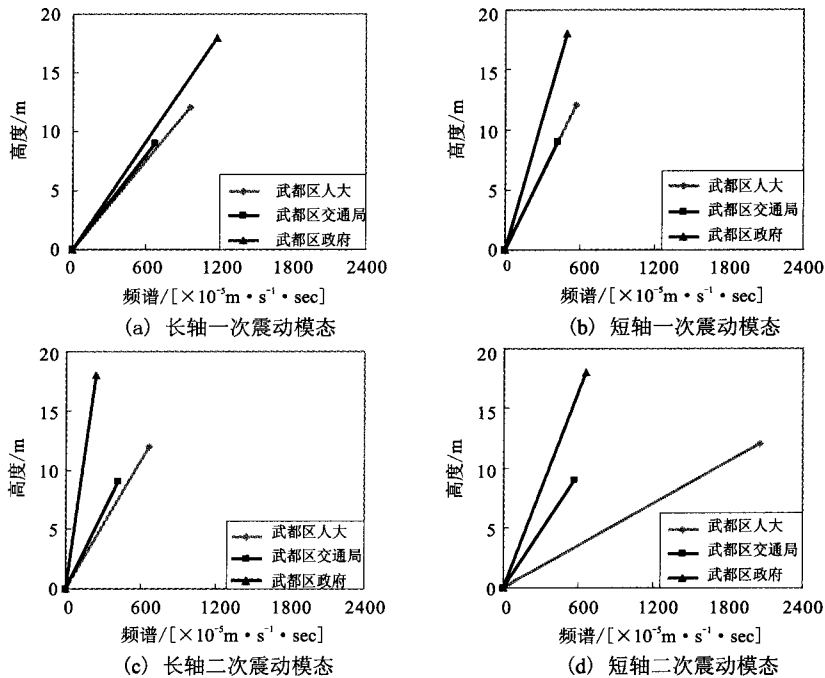 20
15
10
5
0
高度/m
武都区人大
武都区交通局
武都区政府
0 600 1200 1800 2400
频谱/[×10⁻⁵m·s⁻¹·sec]
(a) 长轴一次震动模态
20
15
10
5
0
高度/m
武都区人大
武都区交通局
武都区政府
0 600 1200 1800 2400
频谱/[×10⁻⁵m·s⁻¹·sec]
(b) 短轴一次震动模态
20
15
10
5
0
高度/m
武都区人大
武都区交通局
武都区政府
0 600 1200 1800 2400
频谱/[×10⁻⁵m·s⁻¹·sec]
(c) 长轴二次震动模态
20
15
10
5
0
高度/m
武都区人大
武都区交通局
武都区政府
0 600 1200 1800 2400
频谱/[×10⁻⁵m·s⁻¹·sec]
(d) 短轴二次震动模态